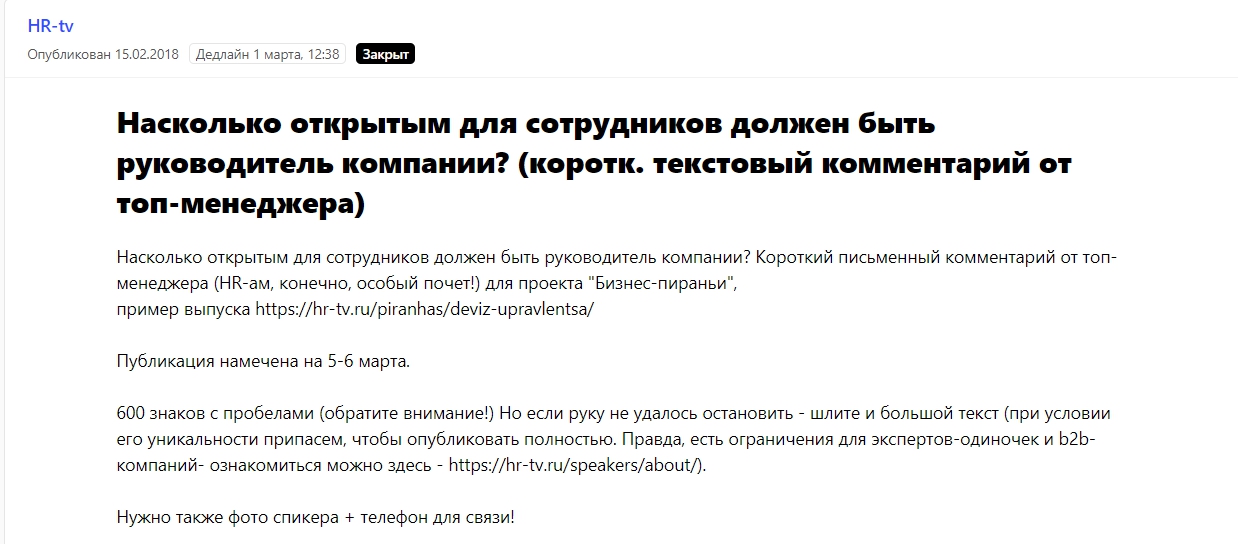 HR-tv
Опубликован 15.02.2018 Дедлайн 1 марта, 12:38 Закрыт
Насколько открытым для сотрудников должен быть
руководитель компании? (коротк. текстовый комментарий от
топ-менеджера)
Насколько открытым для сотрудников должен быть руководитель компании? Короткий письменный комментарий от топ-
менеджера (HR-ам, конечно, особый почет!) для проекта "Бизнес-пираньи",
пример выпуска https://hr-tv.ru/piranhas/deviz-upravlentsa/
Публикация намечена на 5-6 марта.
600 знаков с пробелами (обратите внимание!) Но если руку не удалось остановить - шлите и большой текст (при условии
его уникальности припасем, чтобы опубликовать полностью. Правда, есть ограничения для экспертов-одиночек и b2b-
компаний- ознакомиться можно здесь - https://hr-tv.ru/speakers/about/).
Нужно также фото спикера + телефон для связи!